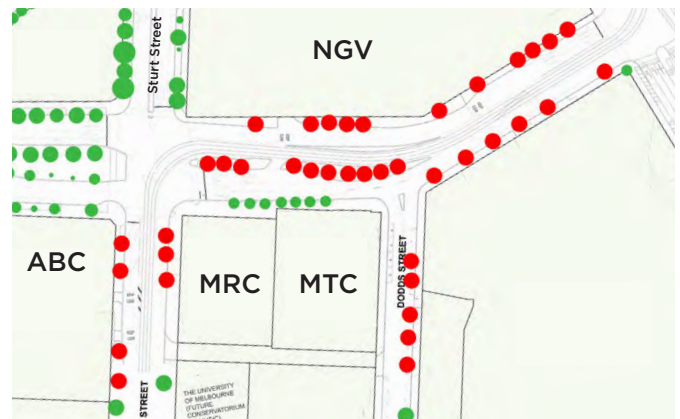 Sturt Street
NGV
ABC
MRC
MTC
DODDS STREET
STREET
THE UNIVERSITY
OF MELBOURNE
(FUTURE
CONSERVATORIUM